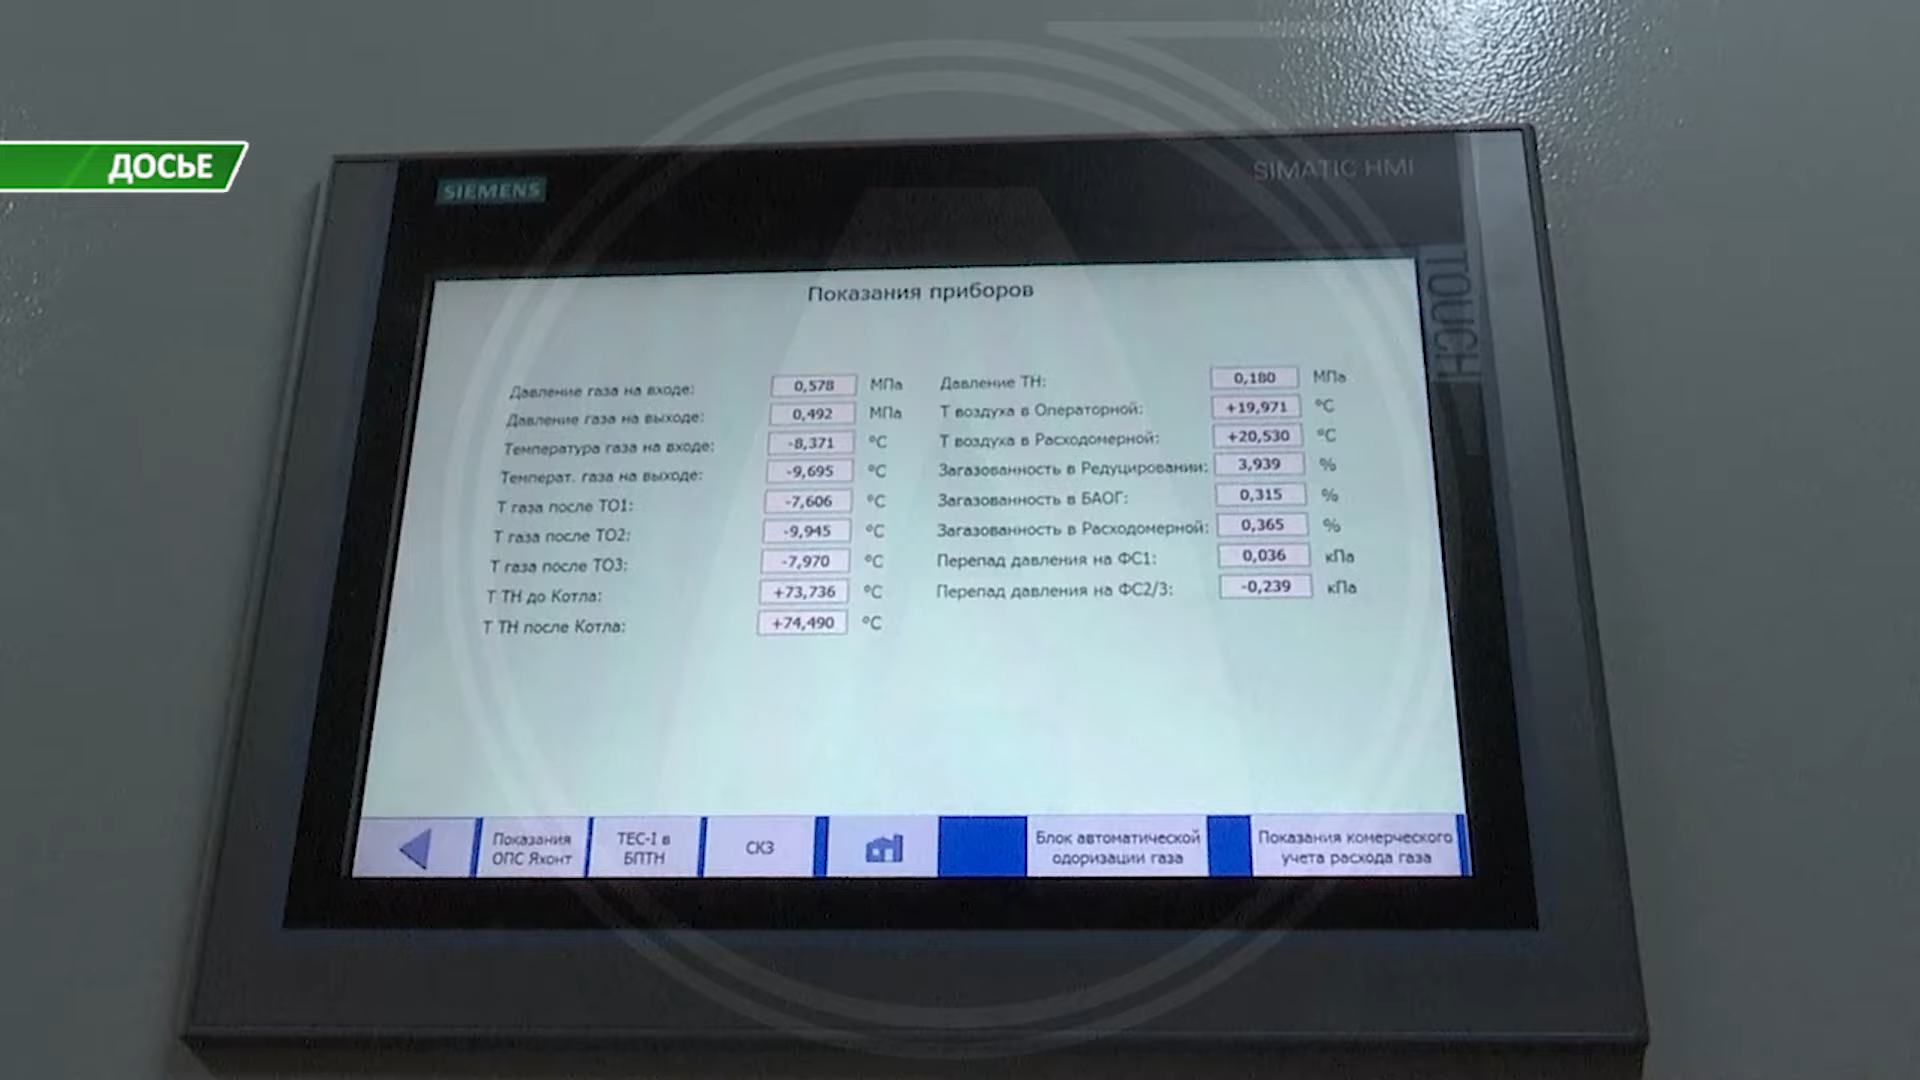 ДОСЬЕ
SIEMENS
SIMATIC HMI
TOUCH
Показания приборов
Давление газа на входе: 0,578 МПа
Давление газа на выходе: 0,492 МПа
Температура газа на входе: -8,371 °C
Температ. газа на выходе: -9,695 °C
Т газа после ТО1: -7,606 °C
Т газа после ТО2: -9,945 °C
Т газа после ТО3: -7,970 °C
Т ТН до Котла: +73,736 °C
Т ТН после Котла: +74,490 °C
Давление ТН: 0,180 МПа
Т воздуха в Операторной: +19,971 °C
Т воздуха в Расходомерной: +20,530 °C
Загазованность в Редуцировании: 3,939 %
Загазованность в БАОГ: 0,315 %
Загазованность в Расходомерной: 0,365 %
Перепад давления на ФС1: 0,036 кПа
Перепад давления на ФС2/3: -0,239 кПа
Показания
ОПС Яхонт
ТЕС-I в
БПТН
СКЗ
Блок автоматической
одоризации газа
Показания комерческого
учета расхода газа